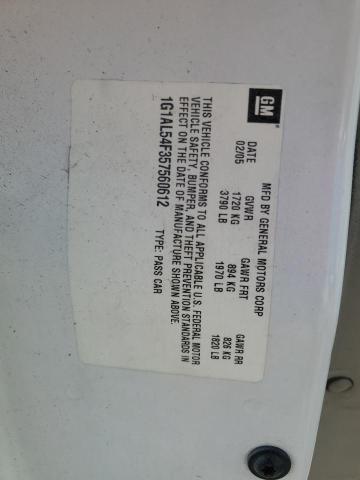 GM
MFD BY GENERAL MOTORS CORP
DATE GVWR GAWR FRT GAWR RR
02/05 1720 KG 894 KG 826 KG
3790 LB 1970 LB 1820 LB
THIS VEHICLE CONFORMS TO ALL APPLICABLE U.S. FEDERAL MOTOR
VEHICLE SAFETY, BUMPER, AND THEFT PREVENTION STANDARDS IN
EFFECT ON THE DATE OF MANUFACTURE SHOWN ABOVE.
1G1AL54F357560612 TYPE: PASS CAR